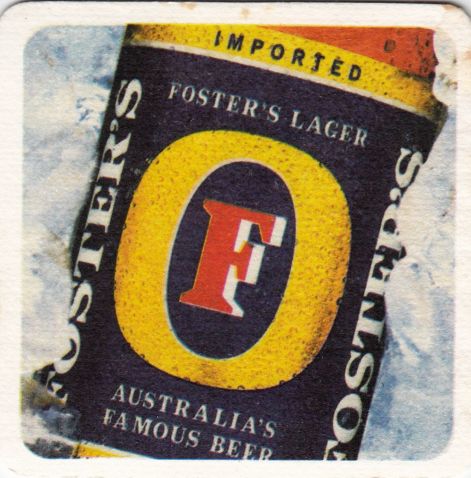 IMPORTED
FOSTER'S LAGER
FOSTER'S
F
FOSTER'S
AUSTRALIA'S
FAMOUS BEER